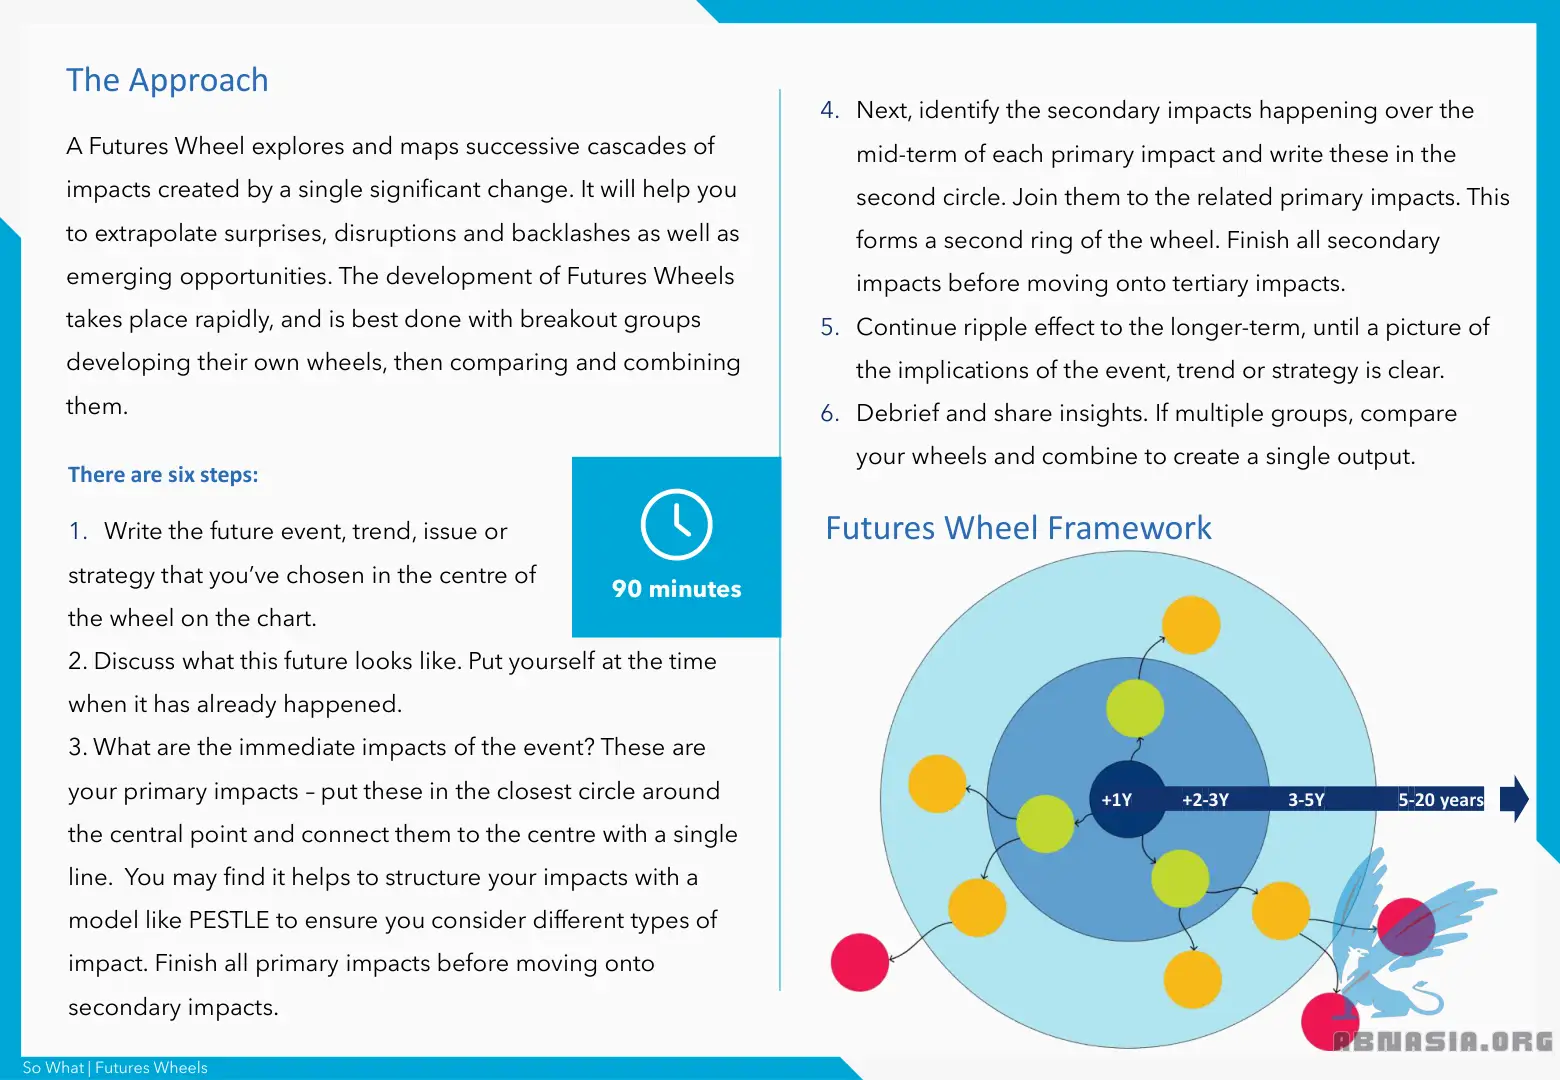 The Approach
A Futures Wheel explores and maps successive cascades of
impacts created by a single significant change. It will help you
to extrapolate surprises, disruptions and backlashes as well as
emerging opportunities. The development of Futures Wheels
takes place rapidly, and is best done with breakout groups
developing their own wheels, then comparing and combining
them.
There are six steps:
1. Write the future event, trend, issue or
strategy that you’ve chosen in the centre of
the wheel on the chart.
90 minutes
2. Discuss what this future looks like. Put yourself at the time
when it has already happened.
3. What are the immediate impacts of the event? These are
your primary impacts – put these in the closest circle around
the central point and connect them to the centre with a single
line.  You may find it helps to structure your impacts with a
model like PESTLE to ensure you consider different types of
impact. Finish all primary impacts before moving onto
secondary impacts.
4. Next, identify the secondary impacts happening over the
mid-term of each primary impact and write these in the
second circle. Join them to the related primary impacts. This
forms a second ring of the wheel. Finish all secondary
impacts before moving onto tertiary impacts.
5. Continue ripple effect to the longer-term, until a picture of
the implications of the event, trend or strategy is clear.
6. Debrief and share insights. If multiple groups, compare
your wheels and combine to create a single output.
Futures Wheel Framework
+1Y +2-3Y 3-5Y 5-20 years
ABNASIA.ORG
So What | Futures Wheels